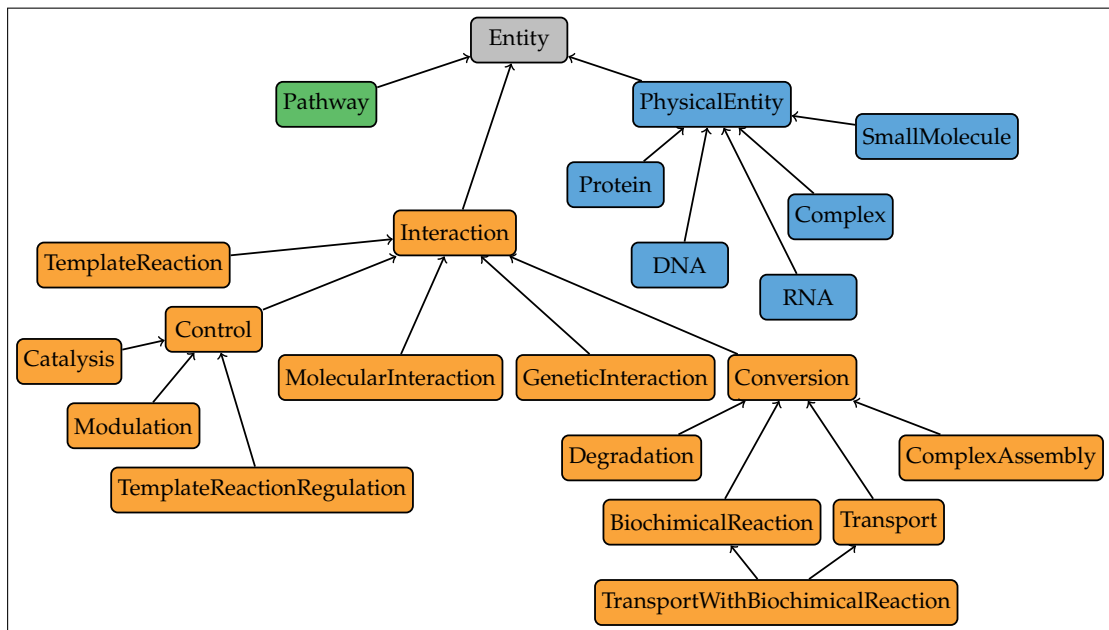 Entity
Pathway
PhysicalEntity
SmallMolecule
Protein
Complex
Interaction
TemplateReaction
DNA
RNA
Control
Catalysis
MolecularInteraction
GeneticInteraction
Conversion
Modulation
Degradation
ComplexAssembly
TemplateReactionRegulation
BiochimicalReaction
Transport
TransportWithBiochimicalReaction